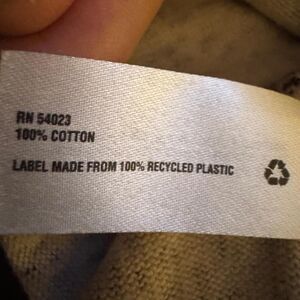 RN 54023
100% COTTON
LABEL MADE FROM 100% RECYCLED PLASTIC